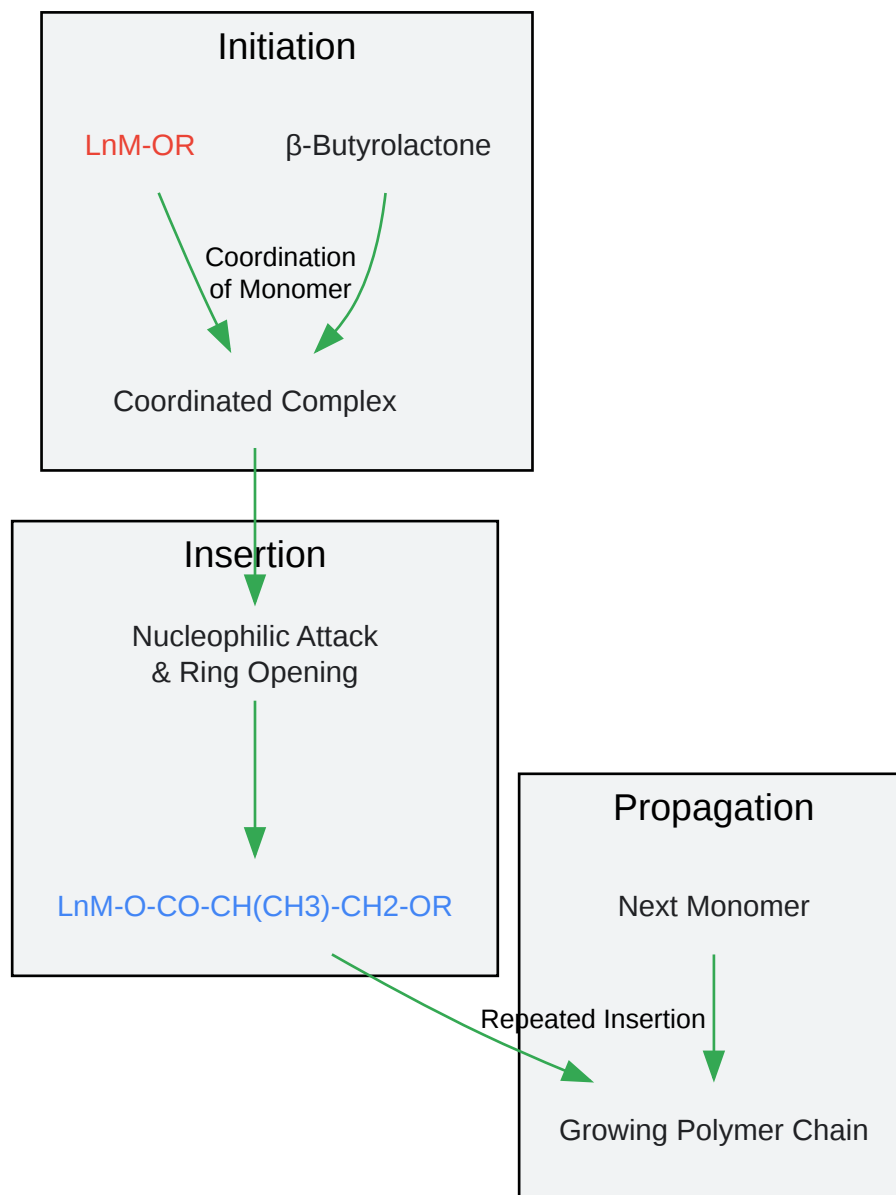 Initiation
LnM-OR
β-Butyrolactone
Coordination
of Monomer
Coordinated Complex
Insertion
Nucleophilic Attack
& Ring Opening
LnM-O-CO-CH(CH3)-CH2-OR
Propagation
Next Monomer
Repeated Insertion
Growing Polymer Chain